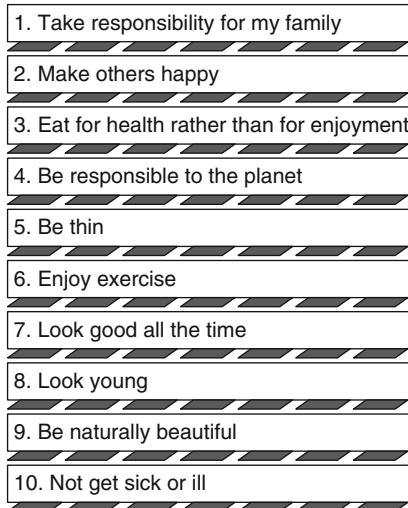 1. Take responsibility for my family
2. Make others happy
3. Eat for health rather than for enjoyment
4. Be responsible to the planet
5. Be thin
6. Enjoy exercise
7. Look good all the time
8. Look young
9. Be naturally beautiful
10. Not get sick or ill